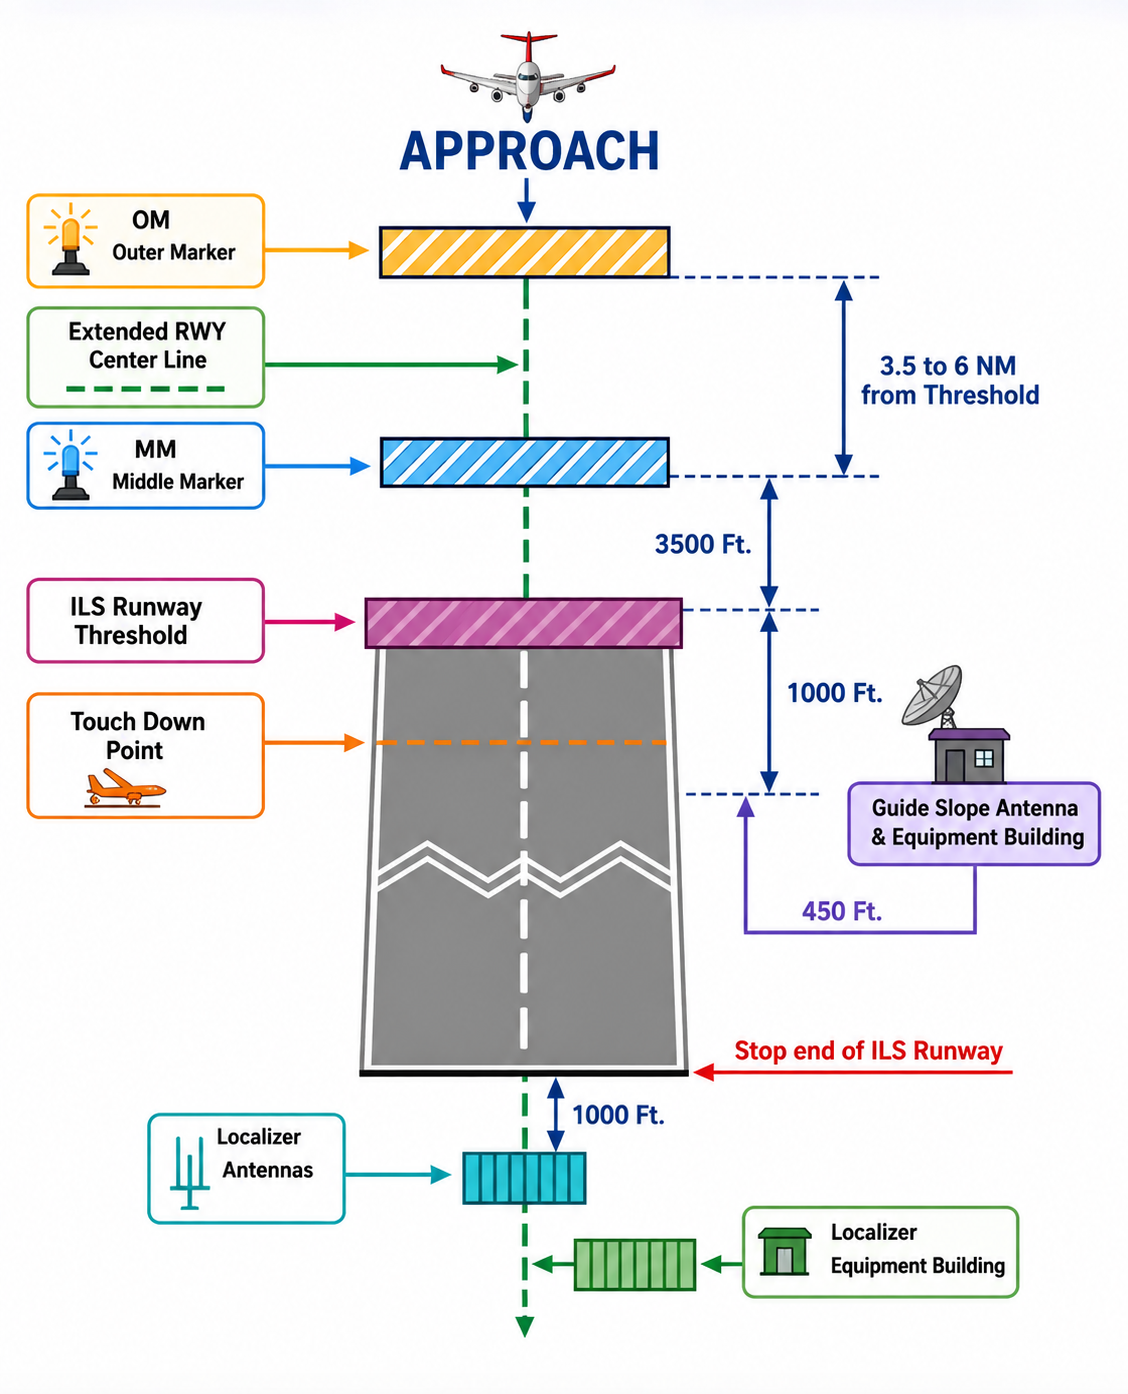 APPROACH
OM
Outer Marker
Extended RWY
Center Line
3.5 to 6 NM
from Threshold
MM
Middle Marker
3500 Ft.
ILS Runway
Threshold
1000 Ft.
Touch Down
Point
Guide Slope Antenna
& Equipment Building
450 Ft.
Stop end of ILS Runway
1000 Ft.
Localizer
Antennas
Localizer
Equipment Building